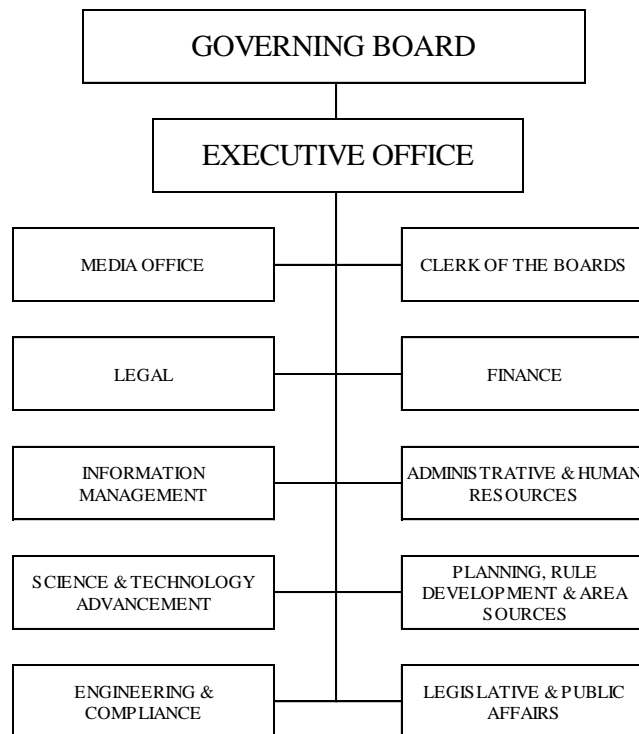 GOVERNING BOARD
EXECUTIVE OFFICE
MEDIA OFFICE
CLERK OF THE BOARDS
LEGAL
FINANCE
INFORMATION
MANAGEMENT
ADMINISTRATIVE & HUMAN
RESOURCES
SCIENCE & TECHNOLOGY
ADVANCEMENT
PLANNING, RULE
DEVELOPMENT & AREA
SOURCES
ENGINEERING &
COMPLIANCE
LEGISLATIVE & PUBLIC
AFFAIRS